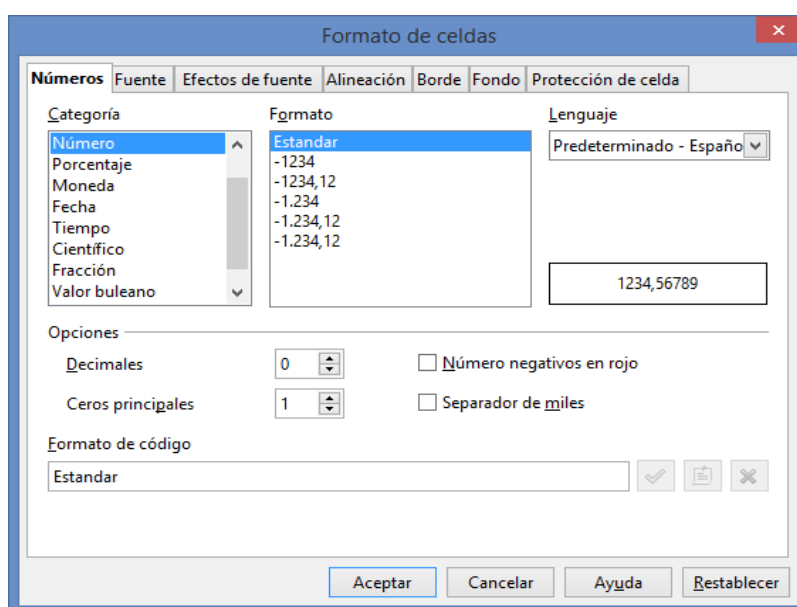 Formato de celdas
Números Fuente Efectos de fuente Alineación Borde Fondo Protección de celda
Categoría Formato Lenguaje
Número
Porcentaje
Moneda
Fecha
Tiempo
Científico
Fracción
Valor buleano
Estandar
-1234
-1234,12
-1.234
-1.234,12
-1.234,12
Predeterminado - Españo
1234,56789
Opciones
Decimales 0 Número negativos en rojo
Ceros principales 1 Separador de miles
Formato de código
Estandar
Aceptar Cancelar Ayuda Restablecer